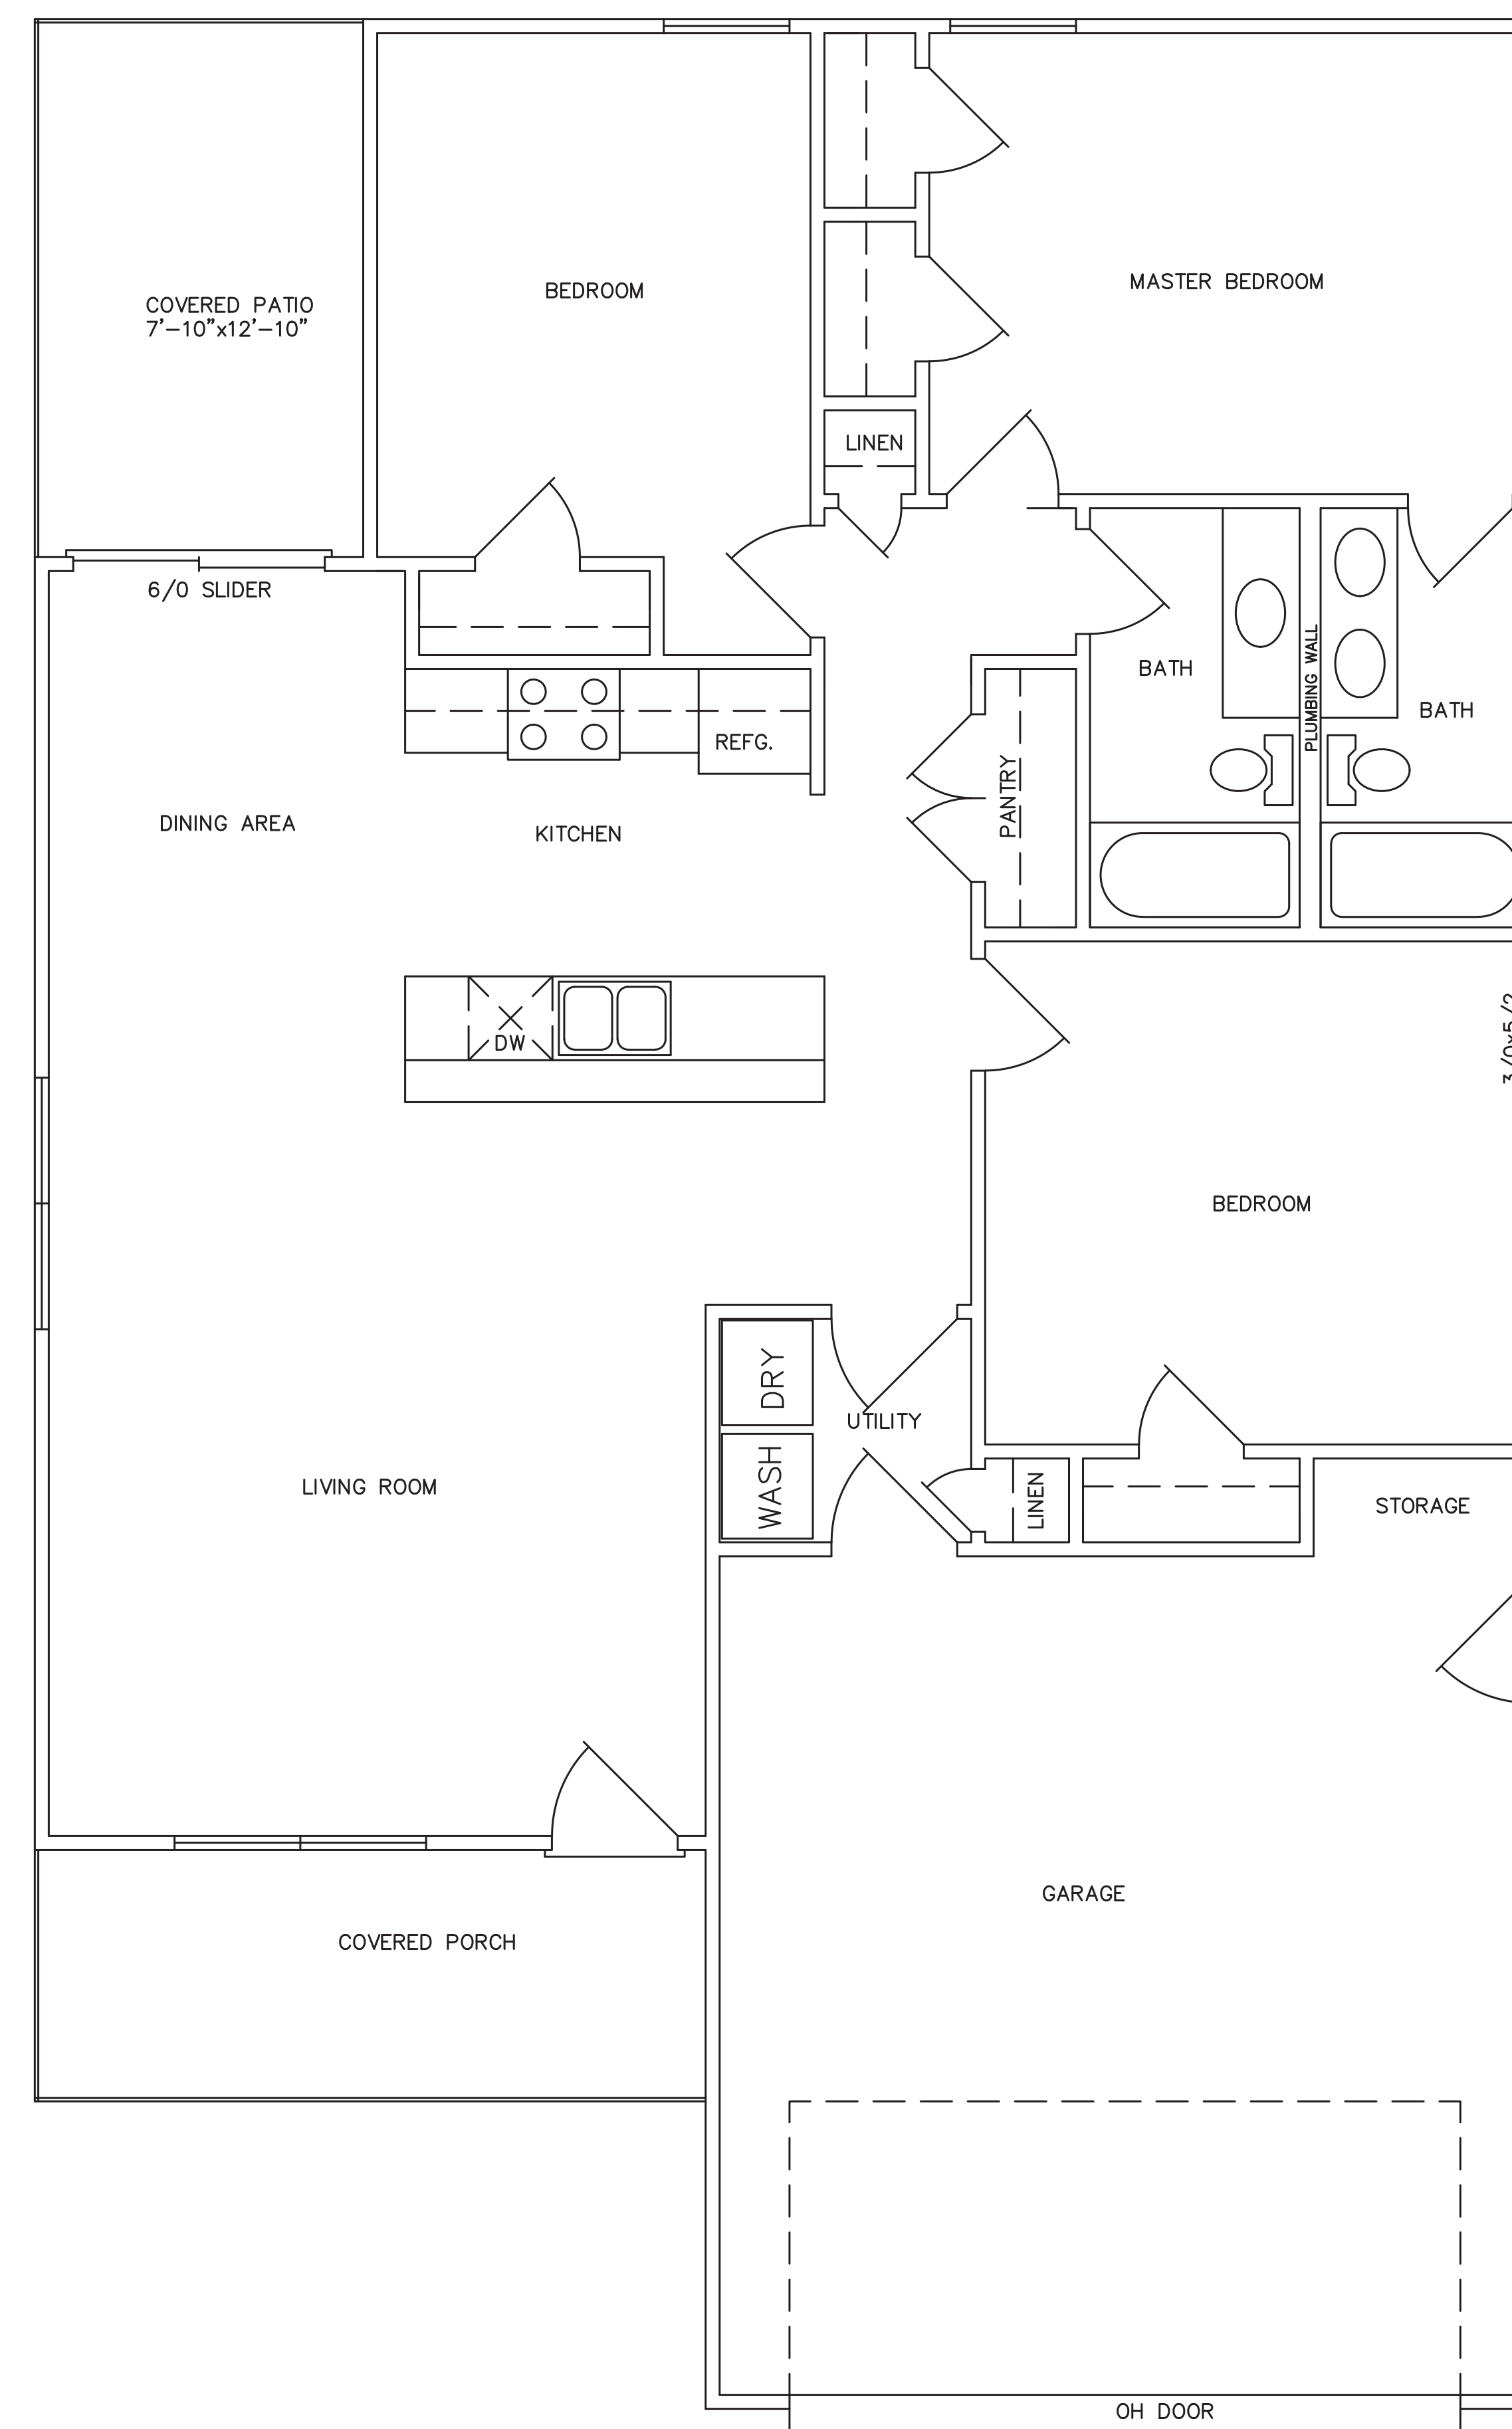 COVERED PATIO
7'-10"x12'-10"
BEDROOM
MASTER BEDROOM
LINEN
6/0 SLIDER
BATH
PLUMBING WALL
BATH
REFG.
PANTRY
DINING AREA
KITCHEN
DW
BEDROOM
DRY
UTILITY
WASH
LINEN
LIVING ROOM
STORAGE
GARAGE
COVERED PORCH
OH DOOR